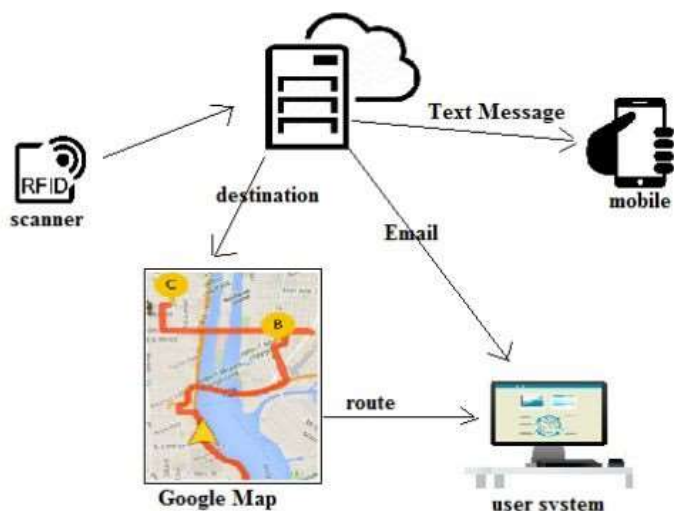 Text Message
RFID
scanner
mobile
destination
Email
C
B
route
Google Map
user system